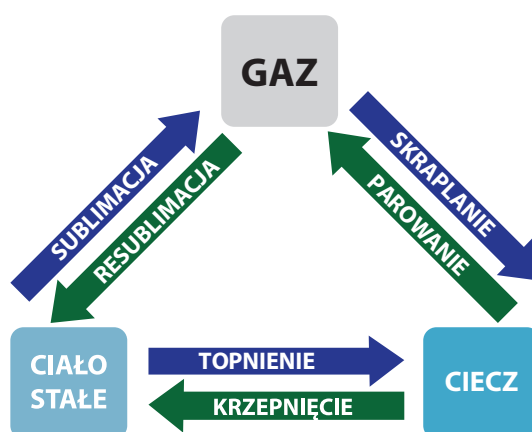 GAZ
SUBLIMACJA
RESUBLIMACJA
SKRAPLANIE
PAROWANIE
CIAŁO
STAŁE
TOPNIENIE
KRZEPNIĘCIE
CIECZ